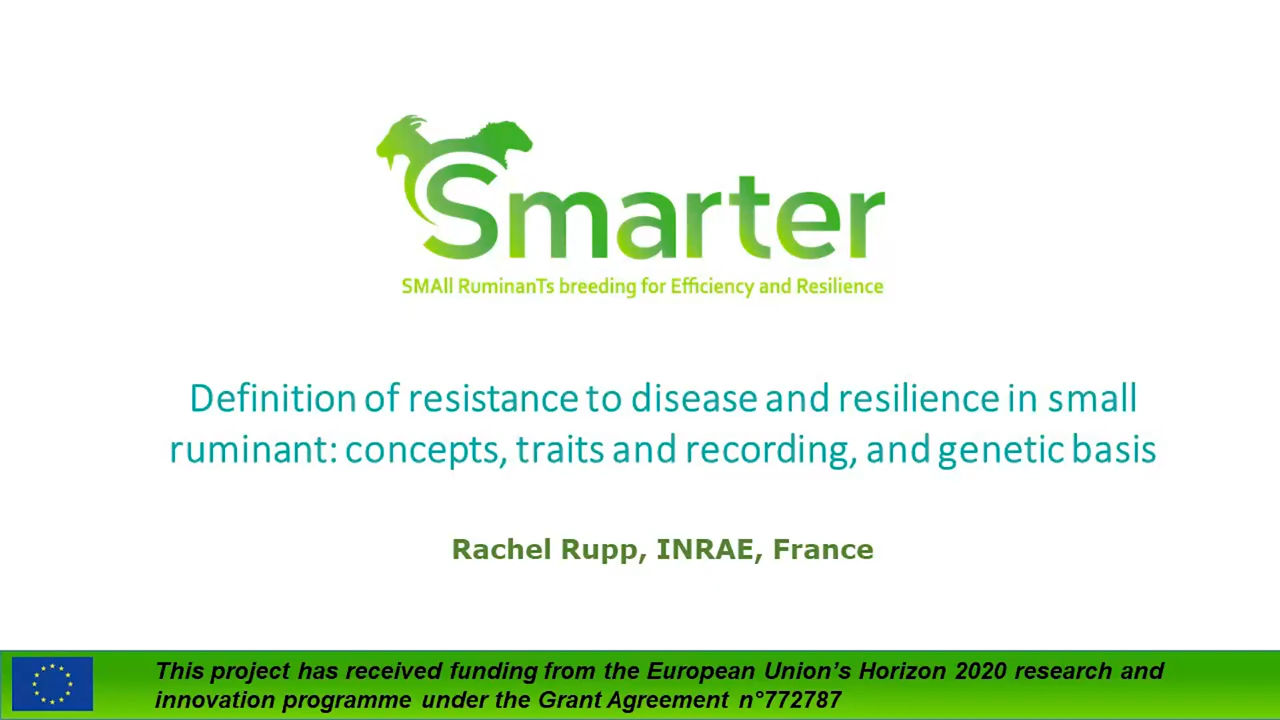 Smarter
SMAll RuminanTs breeding for Efficiency and Resilience
Definition of resistance to disease and resilience in small
ruminant: concepts, traits and recording, and genetic basis
Rachel Rupp, INRAE, France
This project has received funding from the European Union’s Horizon 2020 research and
innovation programme under the Grant Agreement n°772787